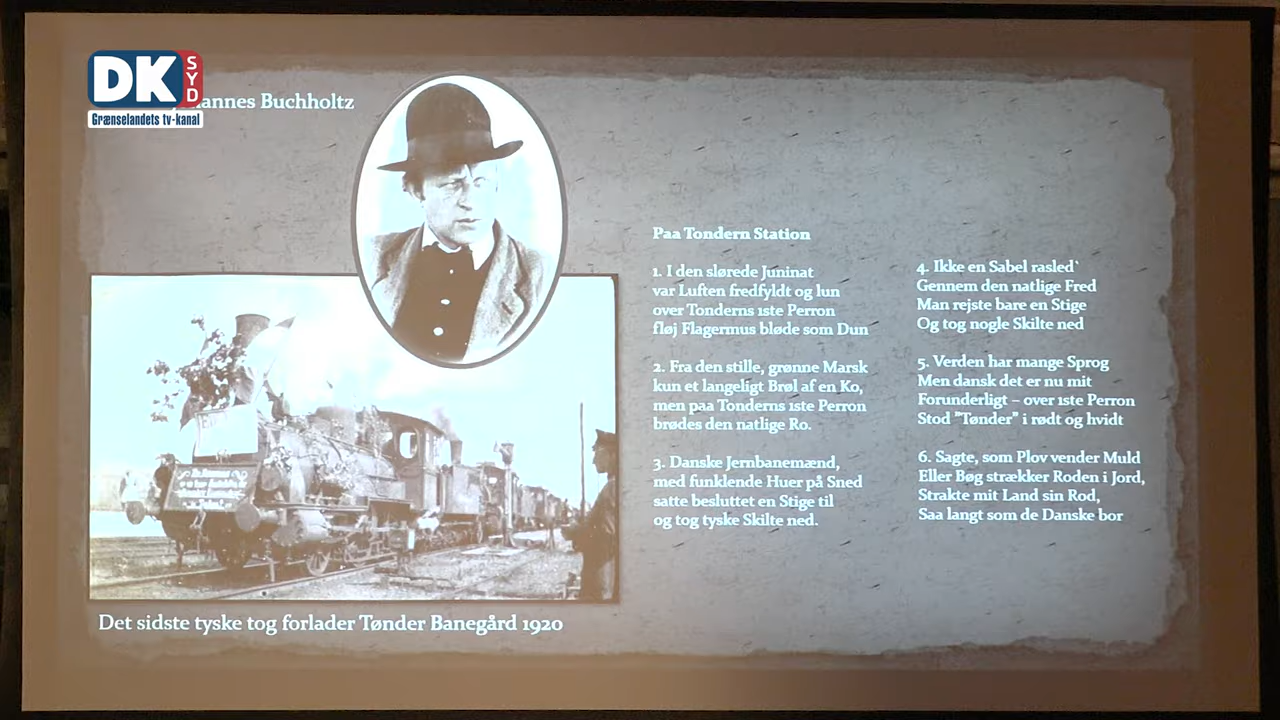 DK
SYD
Grænselandets tv-kanal
Buchholtz
Paa Tondern Station
1. I den slørede Juninat
var Luften fredfyldt og lun
over Tonderns 1ste Perron
fløj Flagermus bløde som Dun
2. Fra den stille, grønne Marsk
kun et langeligt Brøl af en Ko,
men paa Tonderns 1ste Perron
brødes den natlige Ro.
3. Danske Jernbanemænd,
med funklende Huer på Sned
satte besluttet en Stige til
og tog tyske Skilte ned.
4. Ikke en Sabel rasled`
Gennem den natlige Fred
Man rejste bare en Stige
Og tog nogle Skilte ned
5. Verden har mange Sprog
Men dansk det er nu mit
Forunderligt – over 1ste Perron
Stod "Tønder" i rødt og hvidt
6. Sagte, som Plov vender Muld
Eller Bøg strækker Roden i Jord,
Strakte mit Land sin Rod,
Saa langt som de Danske bor
Det sidste tyske tog forlader Tønder Banegård 1920